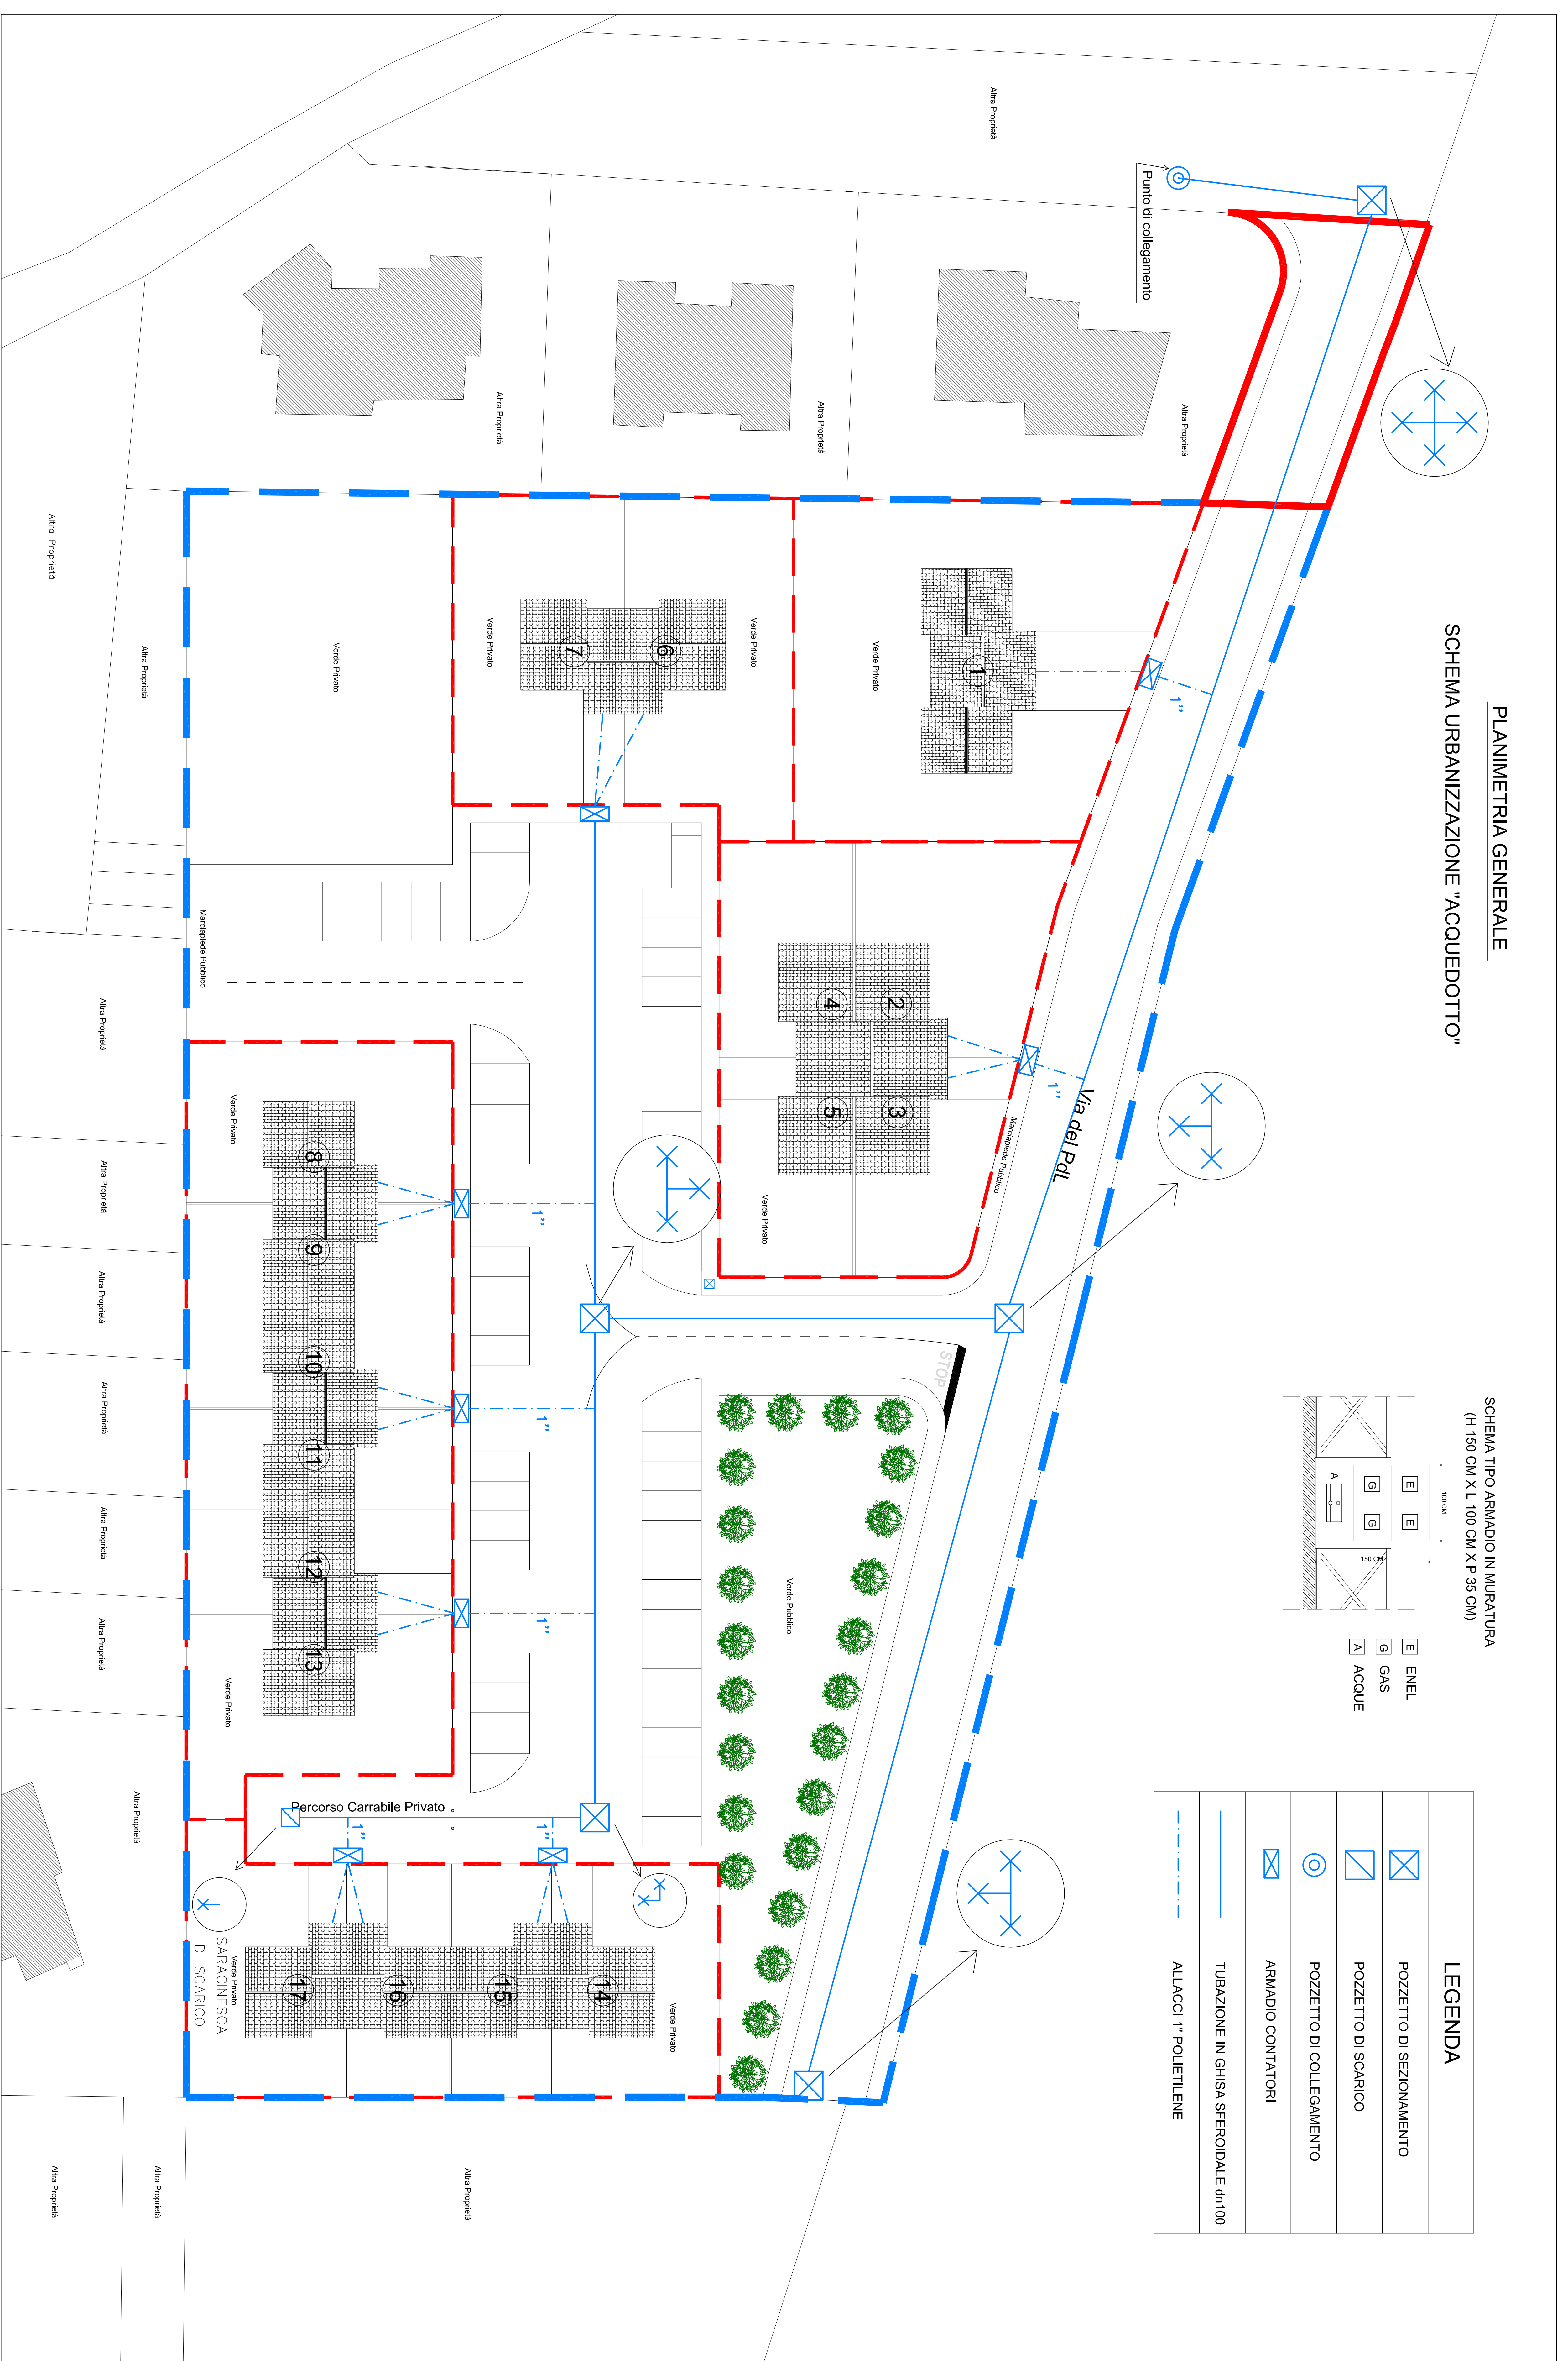 PLANIMETRIA GENERALE
SCHEMA URBANIZZAZIONE "ACQUEDOTTO"
SCHEMA TIPO ARMADIO IN MURATURA
(H 150 CM X L 100 CM X P 35 CM)
100 CM
150 CM
E
E
G
G
A
E ENEL
G GAS
A ACQUE
LEGENDA
POZZETTO DI SEZIONAMENTO
POZZETTO DI SCARICO
POZZETTO DI COLLEGAMENTO
ARMADIO CONTATORI
TUBAZIONE IN GHISA SFEROIDALE dn100
ALLACCI 1" POLIETILENE
Altra Proprietà
Punto di collegamento
Altra Proprietà
Altra Proprietà
Altra Proprietà
1"
1
Verde Privato
Verde Privato
6
7
Verde Privato
Verde Privato
Altra Proprietà
Altra Proprietà
Via del PdL
Marciapiede Pubblico
1"
2
3
4
5
Verde Privato
STOP
Verde Pubblico
Marciapiede Pubblico
1"
1"
1"
Verde Privato
8
9
10
11
12
13
Verde Privato
Percorso Carrabile Privato
1"
1"
14
15
16
17
Verde Privato
Verde Privato
SARACINESCA
DI SCARICO
Altra Proprietà
Altra Proprietà
Altra Proprietà
Altra Proprietà
Altra Proprietà
Altra Proprietà
Altra Proprietà
Altra Proprietà
Altra Proprietà
Altra Proprietà